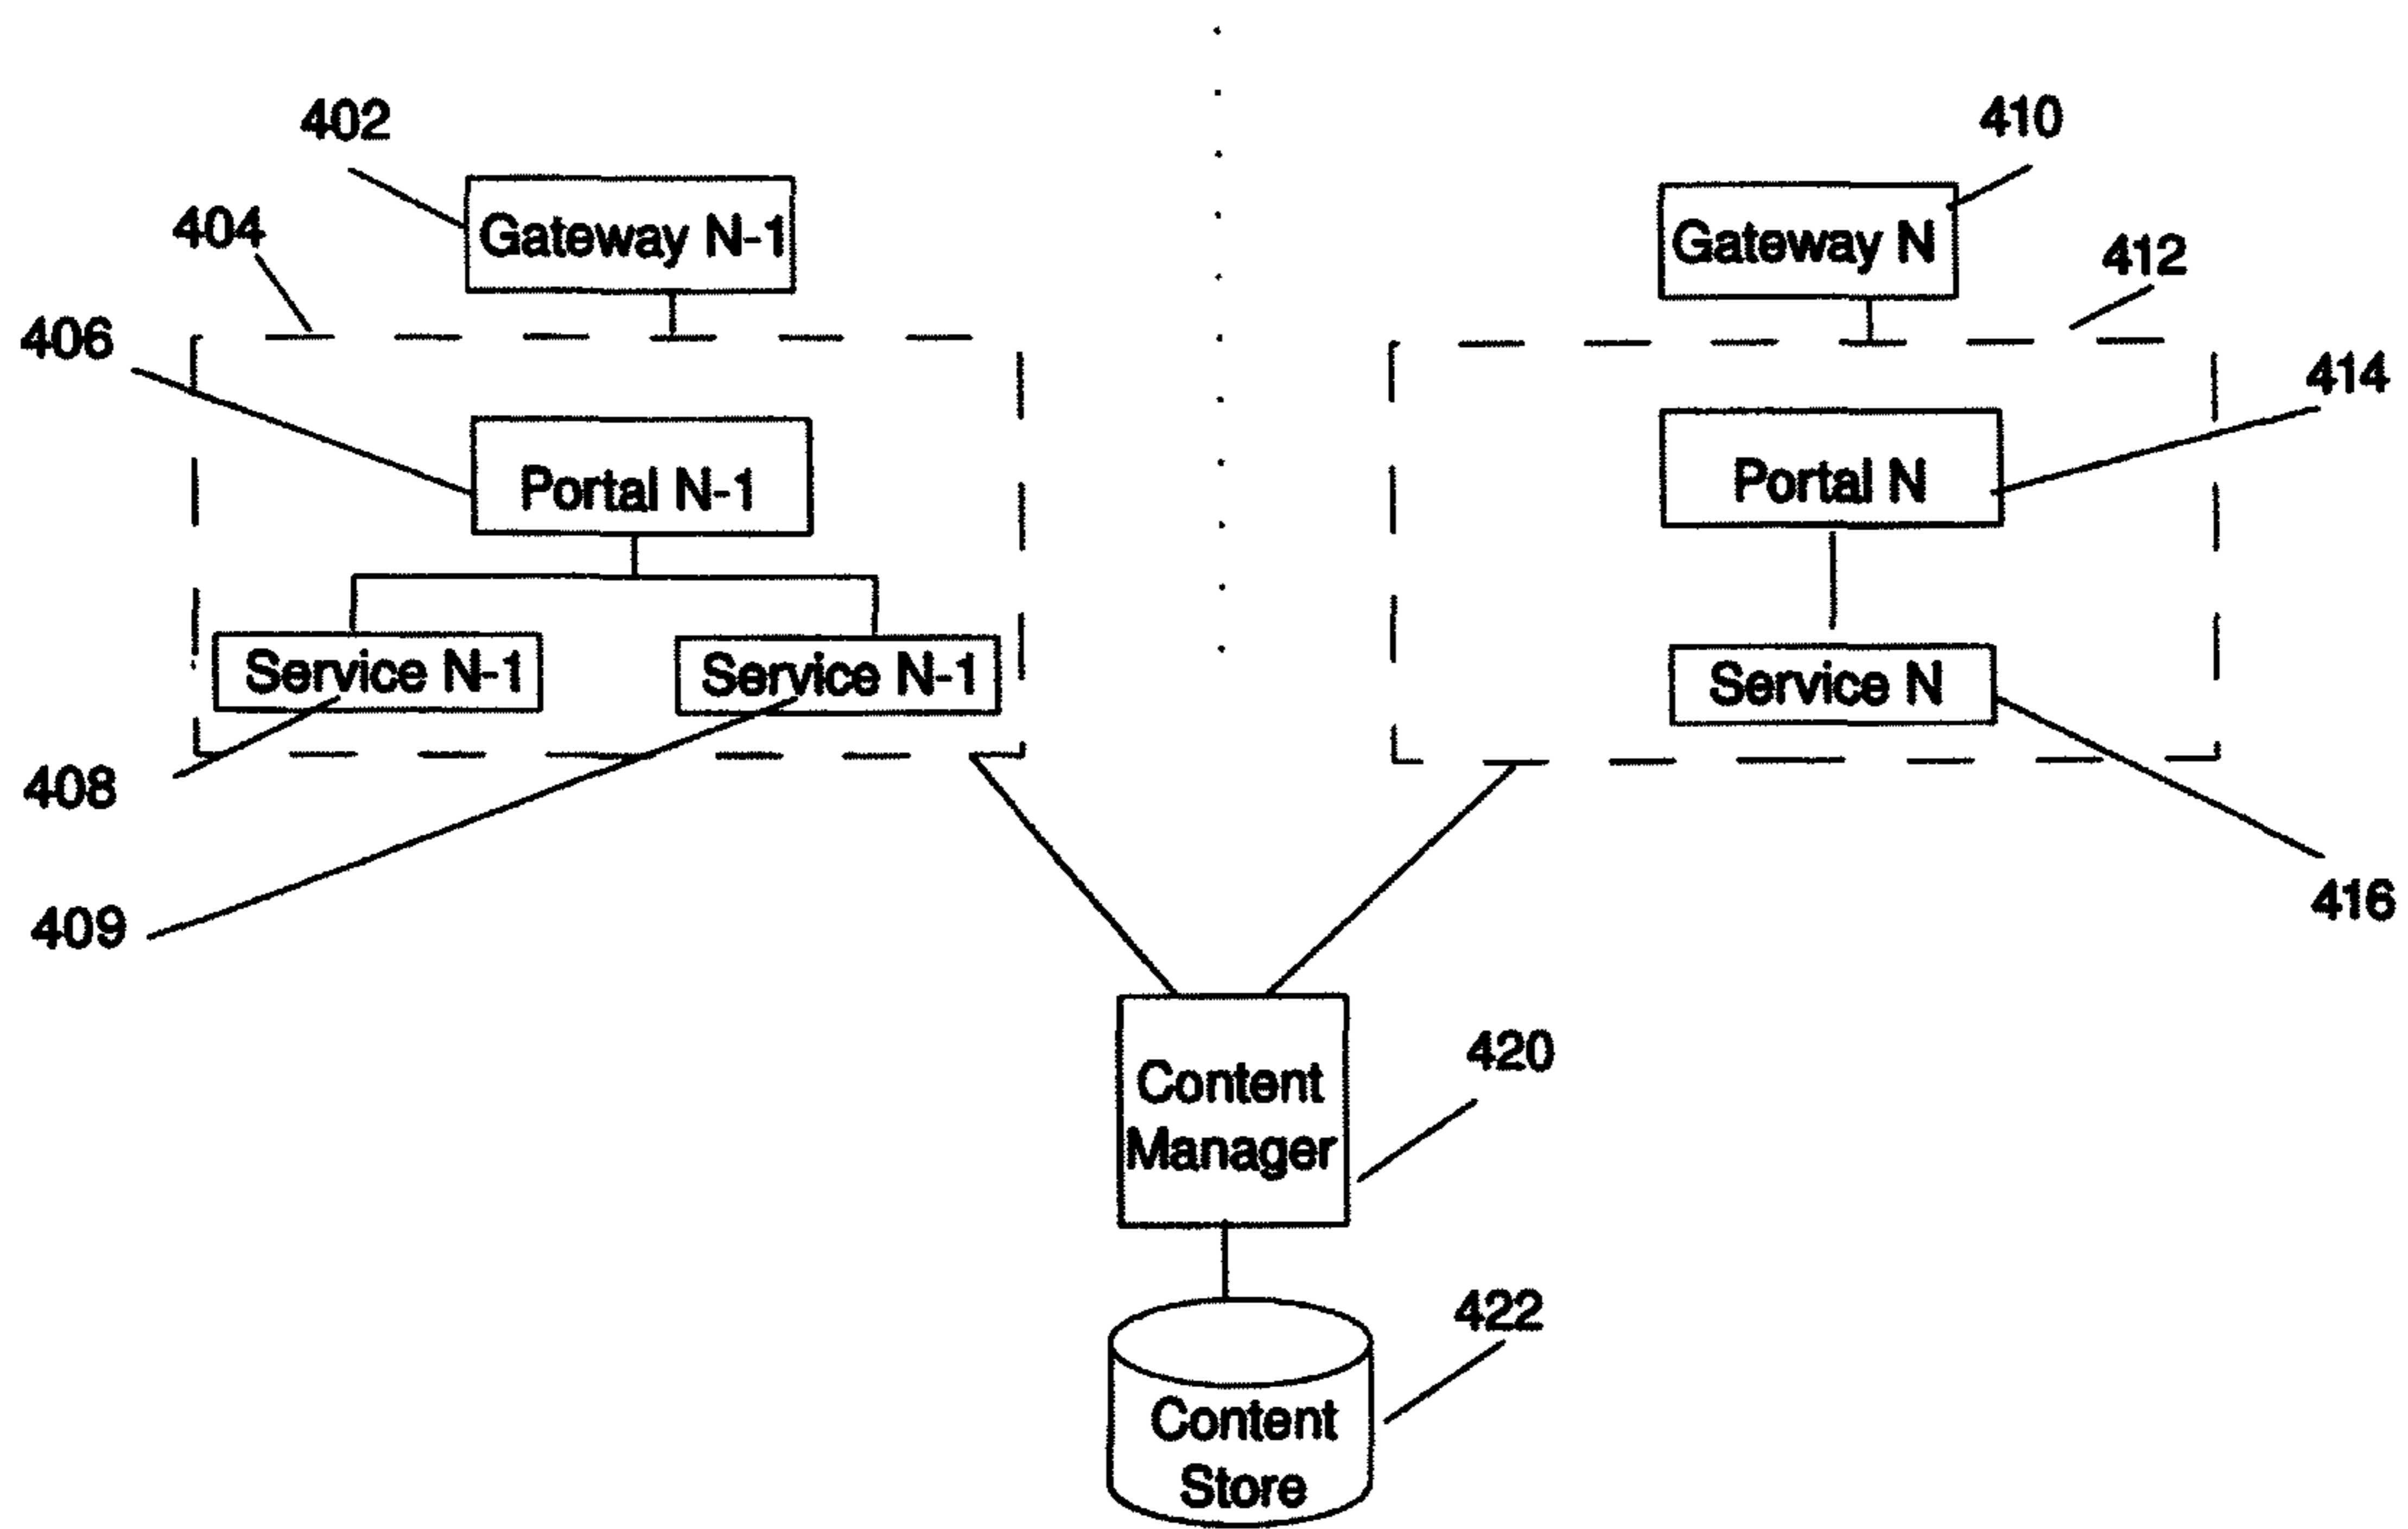 402
410
404
Gateway N-1
Gateway N
412
406
414
Portal N-1
Portal N
Service N-1
Service N-1
Service N
408
409
416
Content
Manager
420
422
Content
Store